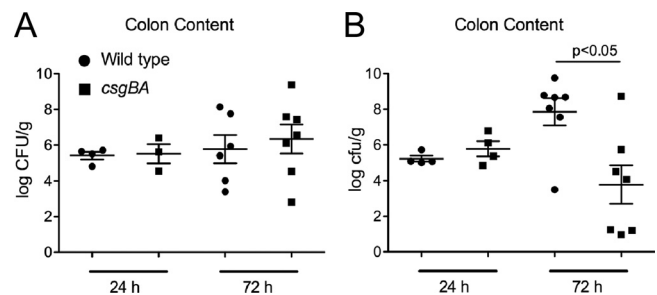 A
Colon Content
Wild type
csgBA
log CFU/g
10
8
6
4
2
0
24 h
72 h
B
Colon Content
p<0.05
log cfu/g
10
8
6
4
2
0
24 h
72 h